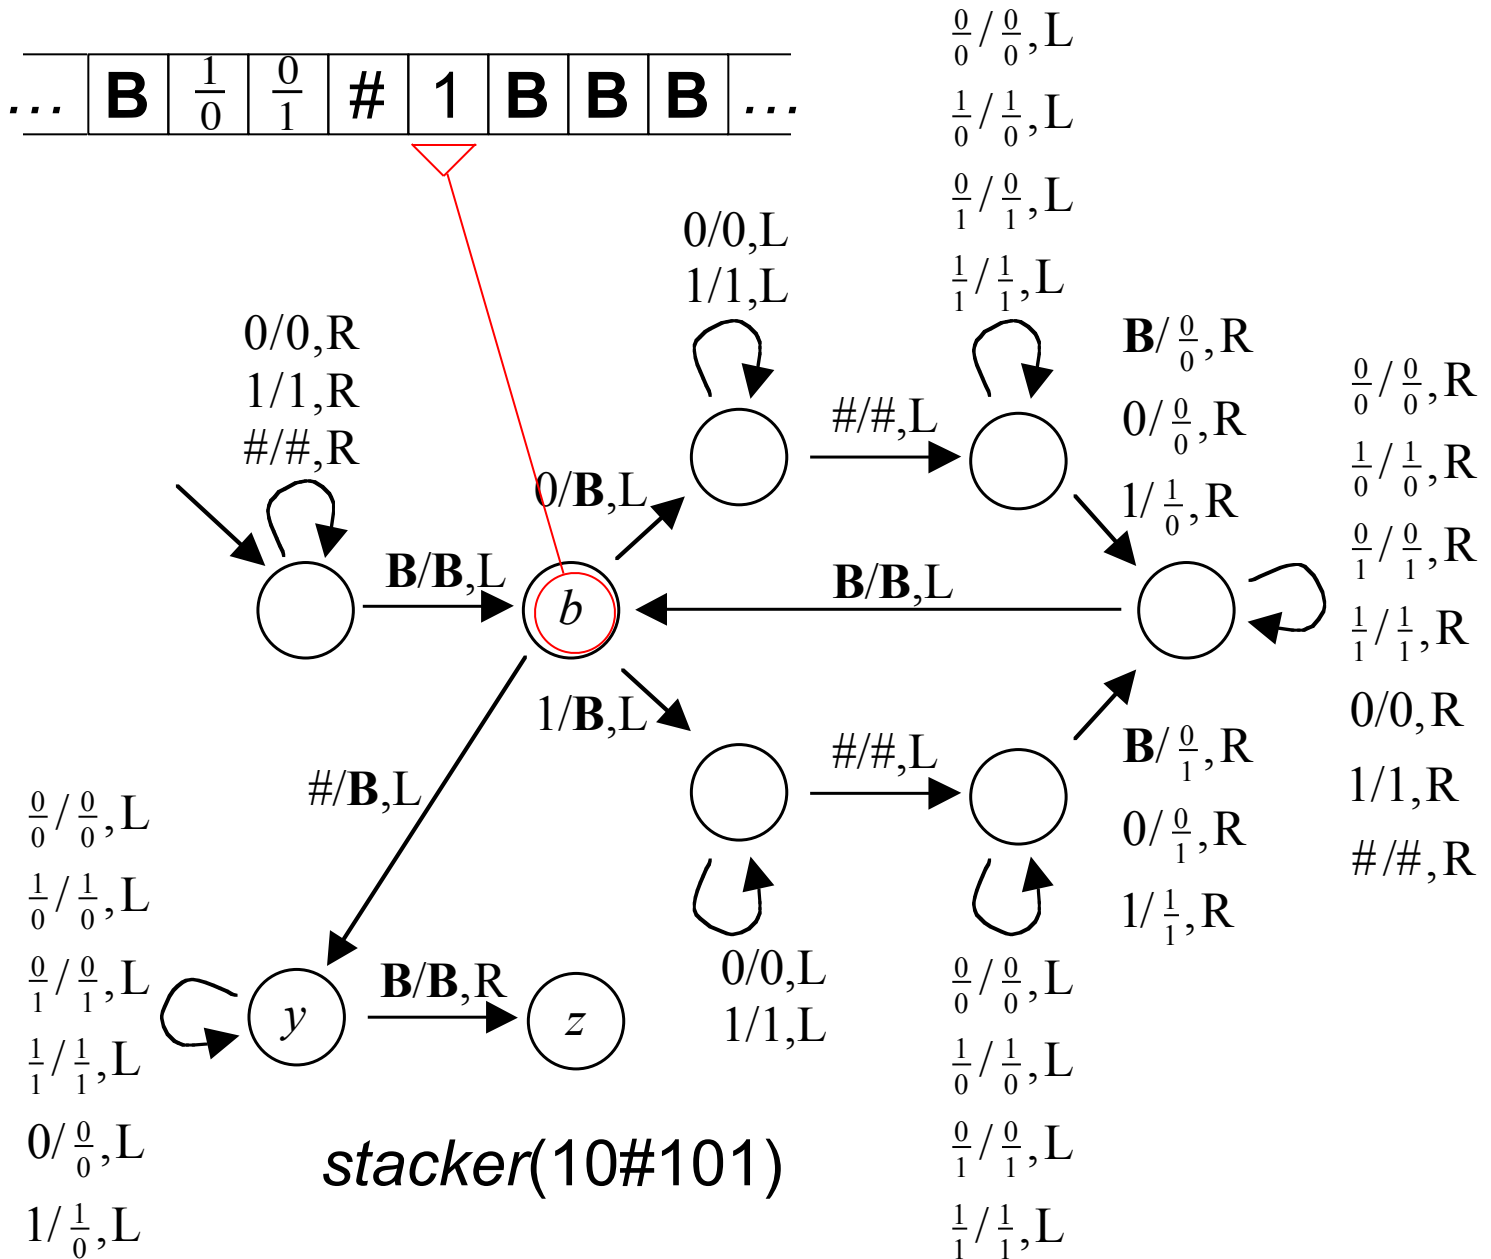 ... B 1/0 0/1 # 1 B B B ...
0/0 / 0/0 , L
1/0 / 1/0 , L
0/1 / 0/1 , L
1/1 / 1/1 , L
0/0,L
1/1,L
0/0,R
1/1,R
#/#,R
B/ 0/0 , R
0/ 0/0 , R
1/ 1/0 , R
#/#,L
0/B,L
B/B,L
b
B/B,L
0/0 / 0/0 , R
1/0 / 1/0 , R
0/1 / 0/1 , R
1/1 / 1/1 , R
0/0, R
1/1, R
#/#, R
1/B,L
#/#,L
#/B,L
B/ 0/1 , R
0/ 0/1 , R
1/ 1/1 , R
0/0 / 0/0 , L
1/0 / 1/0 , L
0/1 / 0/1 , L
1/1 / 1/1 , L
0/ 0/0 , L
1/ 1/0 , L
y
B/B,R
z
0/0,L
1/1,L
0/0 / 0/0 , L
1/0 / 1/0 , L
0/1 / 0/1 , L
1/1 / 1/1 , L
stacker(10#101)